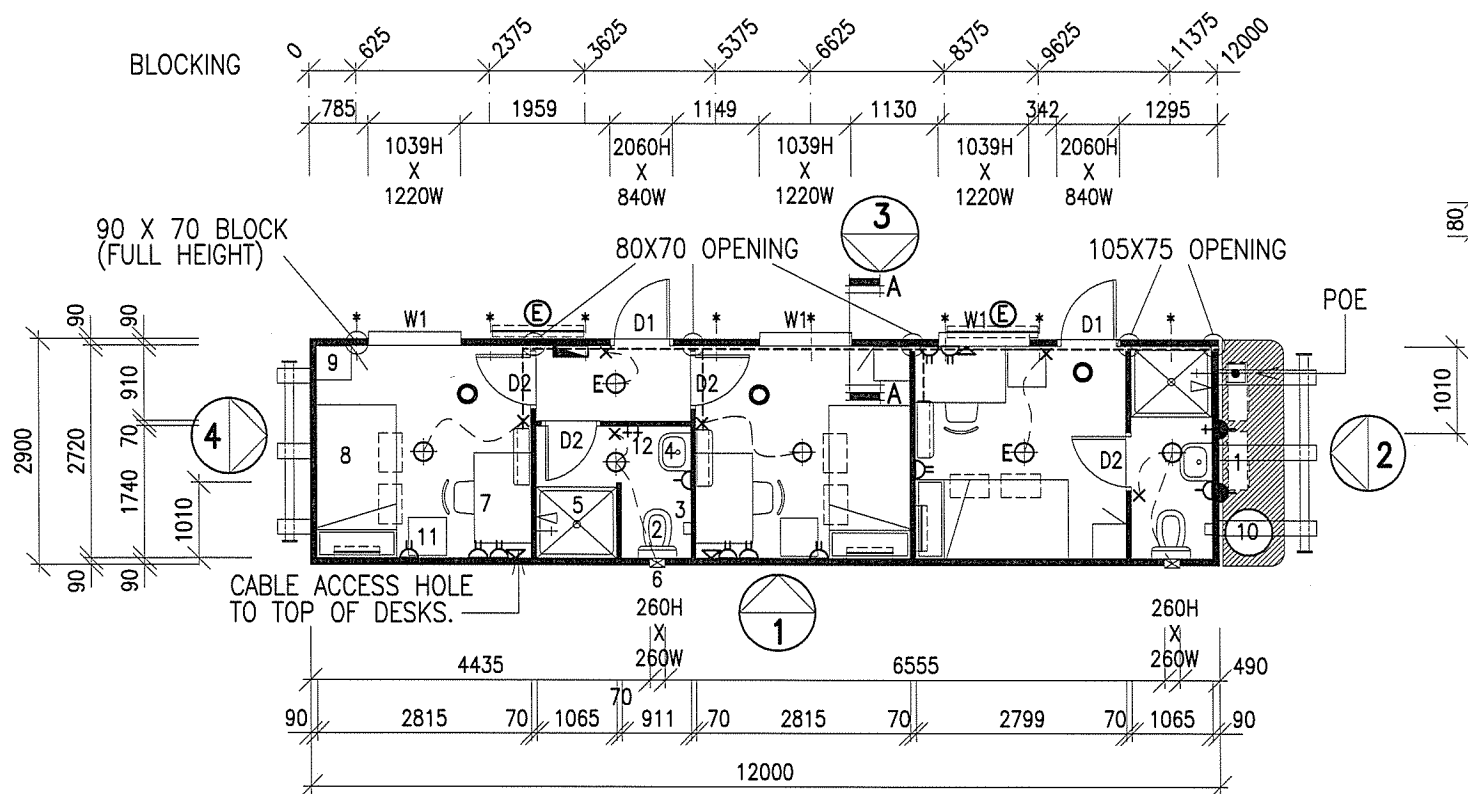 BLOCKING
0 625 2375 3625 5375 6625 8375 9625 11375 12000
785 1959 1149 1130 342 1295
1039H X 1220W
2060H X 840W
1039H X 1220W
1039H X 1220W
2060H X 840W
80
90 X 70 BLOCK
(FULL HEIGHT)
80X70 OPENING
3
105X75 OPENING
POE
A
A
* * * * * * * *
W1 E D1 W1 W1 E D1
90 90
2900 2720 910 70 1740 1010
90 90
1010
4
2
9 D2 E D2
8 D2 12 4 E D2 1
7 5 3
11 2 10
6
CABLE ACCESS HOLE
TO TOP OF DESKS.
1
260H
X
260W
260H
X
260W
4435 6555 490
70
90 2815 70 1065 911 70 2815 70 2799 70 1065 90
12000